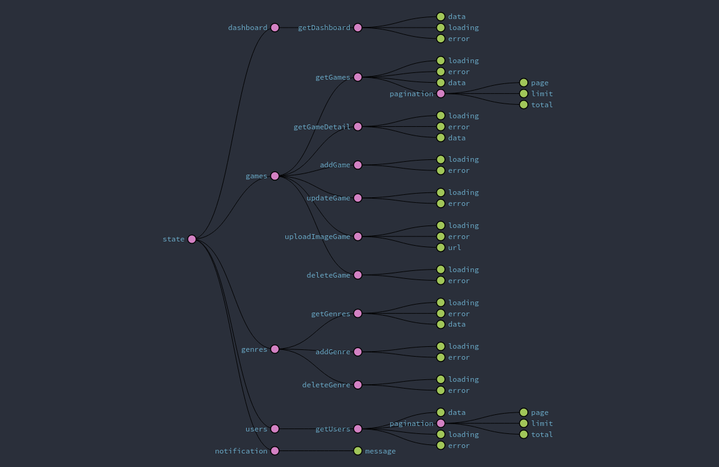 state
dashboard
getDashboard
data
loading
error
games
getGames
loading
error
data
pagination
page
limit
total
getGameDetail
loading
error
data
addGame
loading
error
updateGame
loading
error
uploadImageGame
loading
error
url
deleteGame
loading
error
genres
getGenres
loading
error
data
addGenre
loading
error
deleteGenre
loading
error
users
getUsers
data
pagination
page
limit
total
loading
error
notification
message